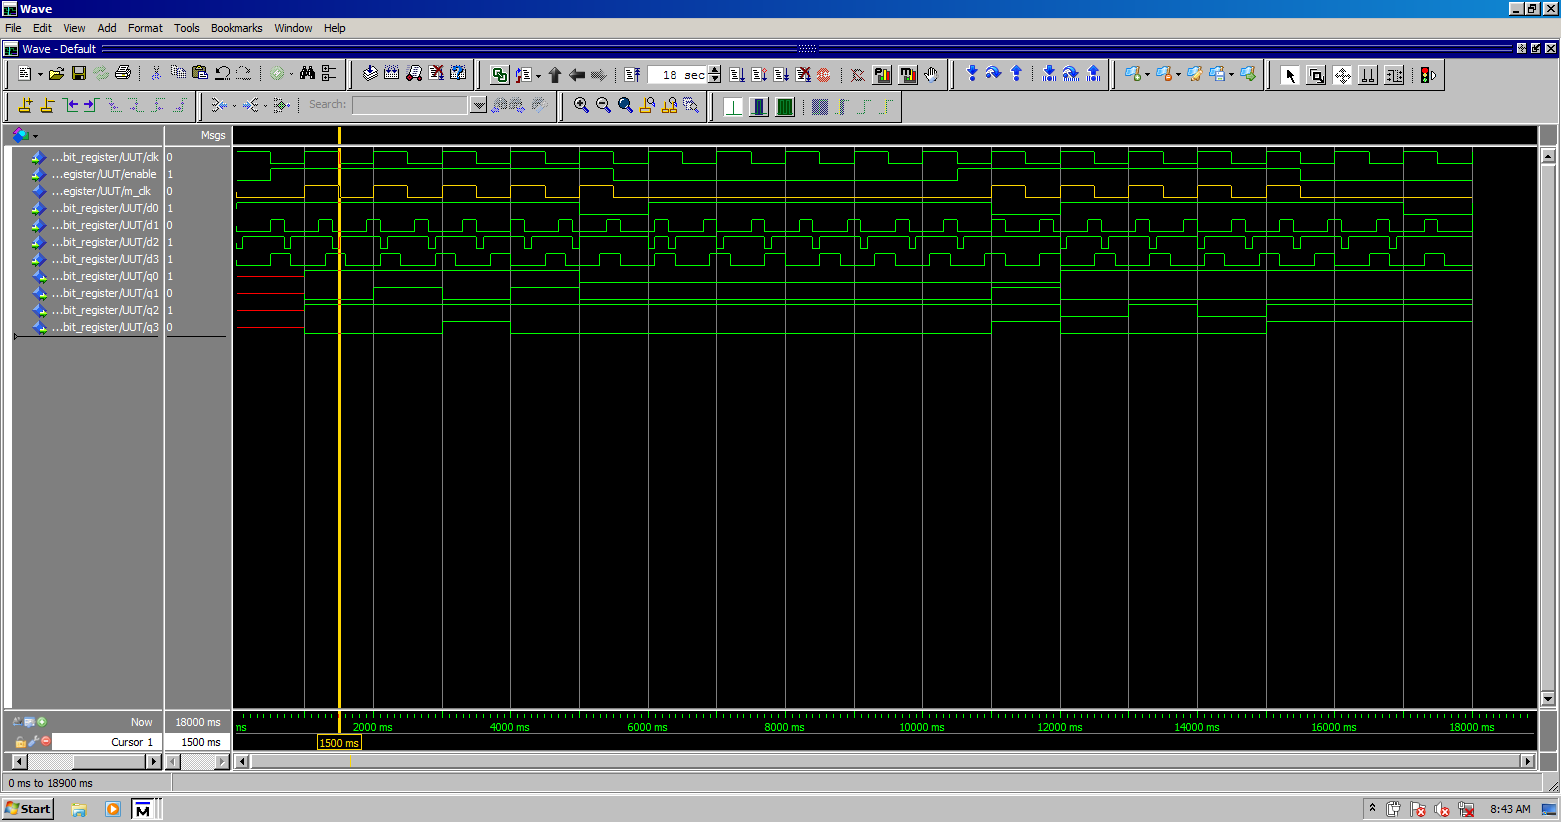 Wave
File Edit View Add Format Tools Bookmarks Window Help
Wave - Default
18 sec
Search:
Msgs
...bit_register/UUT/clk 0
...egister/UUT/enable 1
...egister/UUT/m_clk 0
...bit_register/UUT/d0 1
...bit_register/UUT/d1 0
...bit_register/UUT/d2 1
...bit_register/UUT/d3 1
...bit_register/UUT/q0 1
...bit_register/UUT/q1 0
...bit_register/UUT/q2 1
...bit_register/UUT/q3 0
Now 18000 ms ms 2000 ms 4000 ms 6000 ms 8000 ms 10000 ms 12000 ms 14000 ms 16000 ms 18000 ms
Cursor 1 1500 ms 1500 ms
0 ms to 18900 ms
Start M 8:43 AM